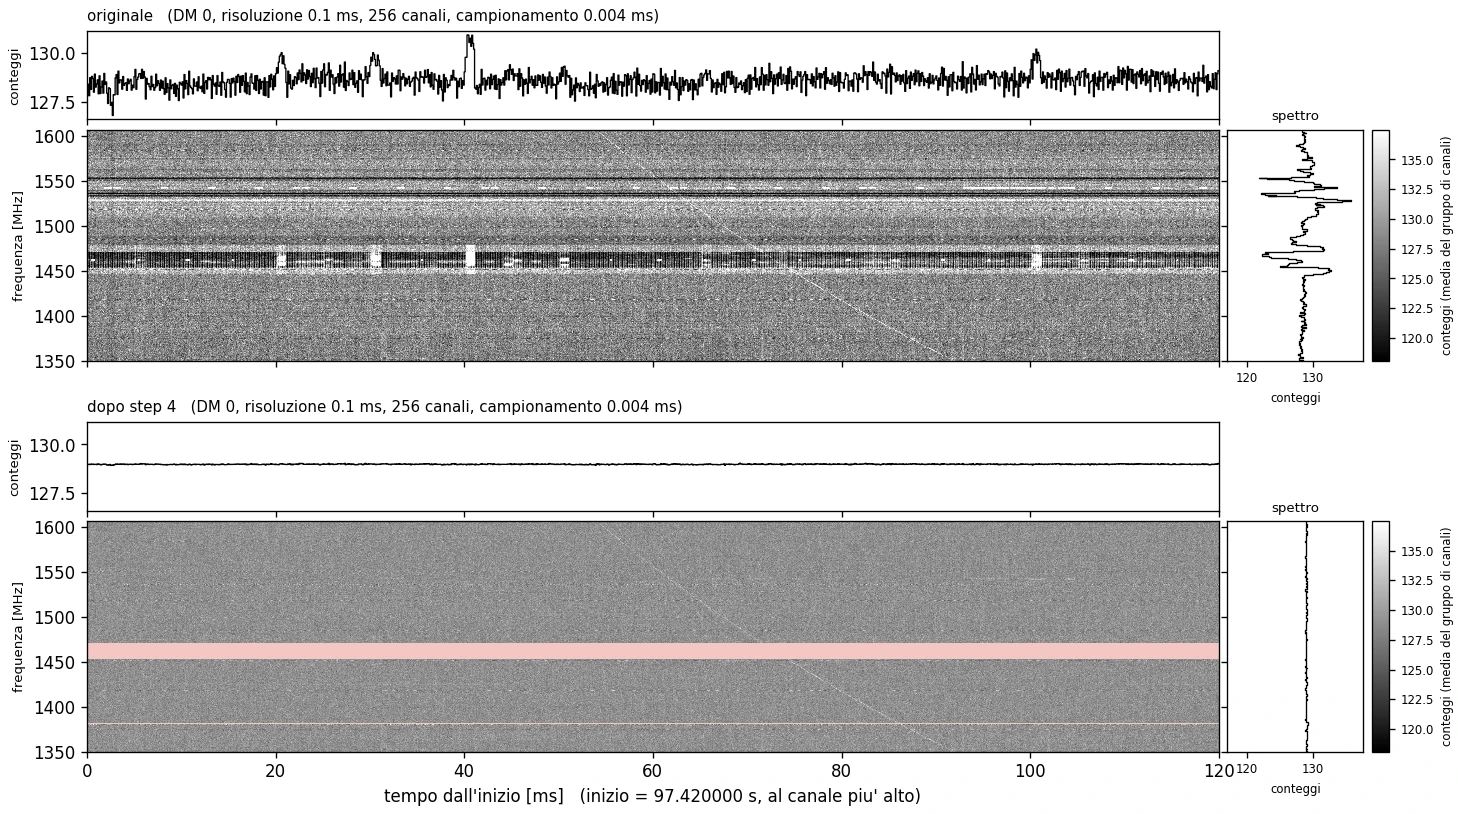 originale   (DM 0, risoluzione 0.1 ms, 256 canali, campionamento 0.004 ms)
conteggi
130.0
127.5
frequenza [MHz]
1600
1550
1500
1450
1400
1350
spettro
120 130
conteggi
135.0
132.5
130.0
127.5
125.0
122.5
120.0
conteggi (media del gruppo di canali)
dopo step 4   (DM 0, risoluzione 0.1 ms, 256 canali, campionamento 0.004 ms)
conteggi
130.0
127.5
frequenza [MHz]
1600
1550
1500
1450
1400
1350
0 20 40 60 80 100 120
tempo dall'inizio [ms]   (inizio = 97.420000 s, al canale piu' alto)
spettro
120 130
conteggi
135.0
132.5
130.0
127.5
125.0
122.5
120.0
conteggi (media del gruppo di canali)